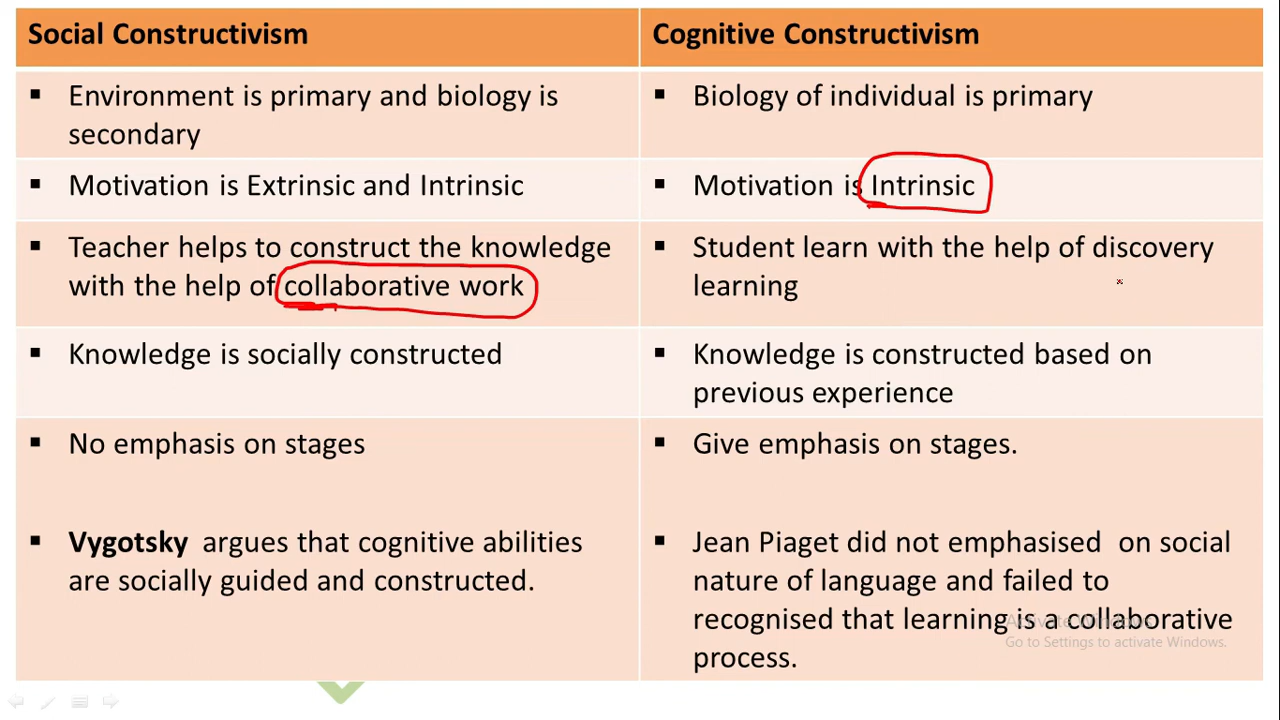 Social Constructivism
Cognitive Constructivism
▪ Environment is primary and biology is
secondary
▪ Biology of individual is primary
▪ Motivation is Extrinsic and Intrinsic
▪ Motivation is Intrinsic
▪ Teacher helps to construct the knowledge
with the help of collaborative work
▪ Student learn with the help of discovery
learning
▪ Knowledge is socially constructed
▪ Knowledge is constructed based on
previous experience
▪ No emphasis on stages
▪ Give emphasis on stages.
▪ Vygotsky argues that cognitive abilities
are socially guided and constructed.
▪ Jean Piaget did not emphasised on social
nature of language and failed to
recognised that learning is a collaborative
process.
Activate Windows
Go to Settings to activate Windows.